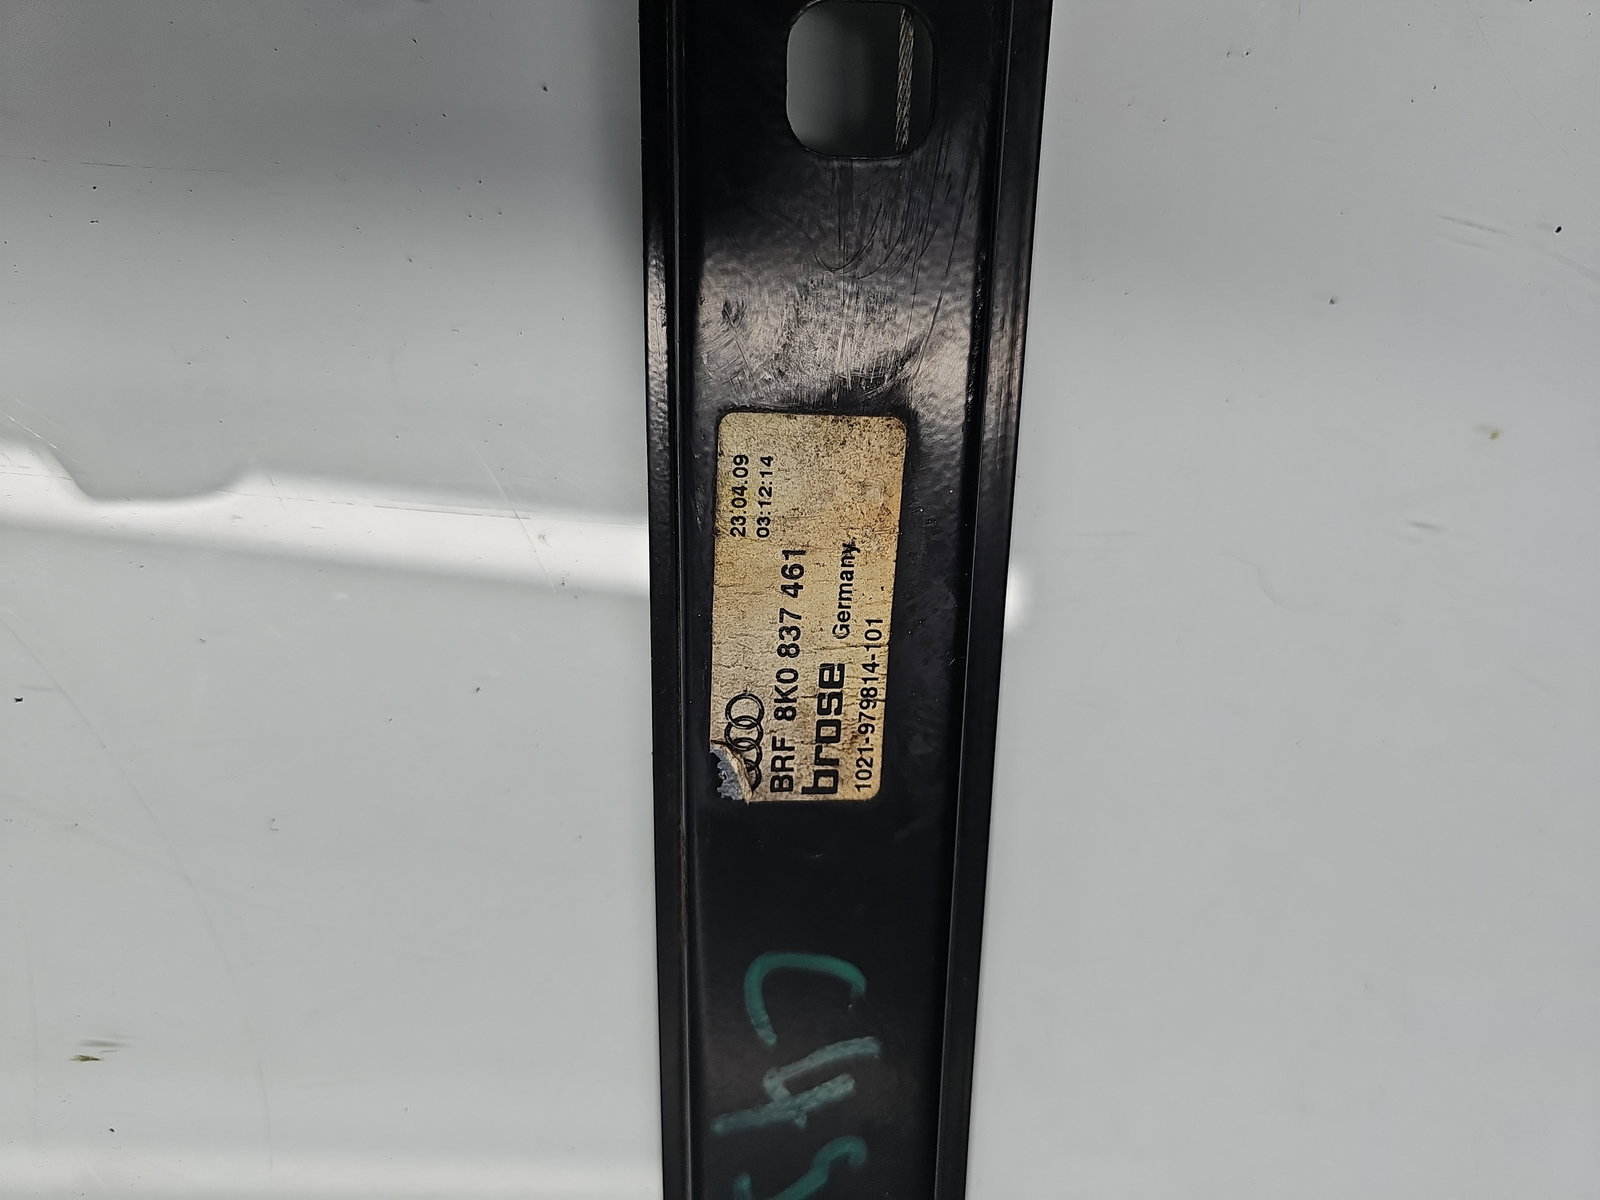 23.04.09
03:12:14
BRF 8K0 837 461
brose Germany
1021-979814-101